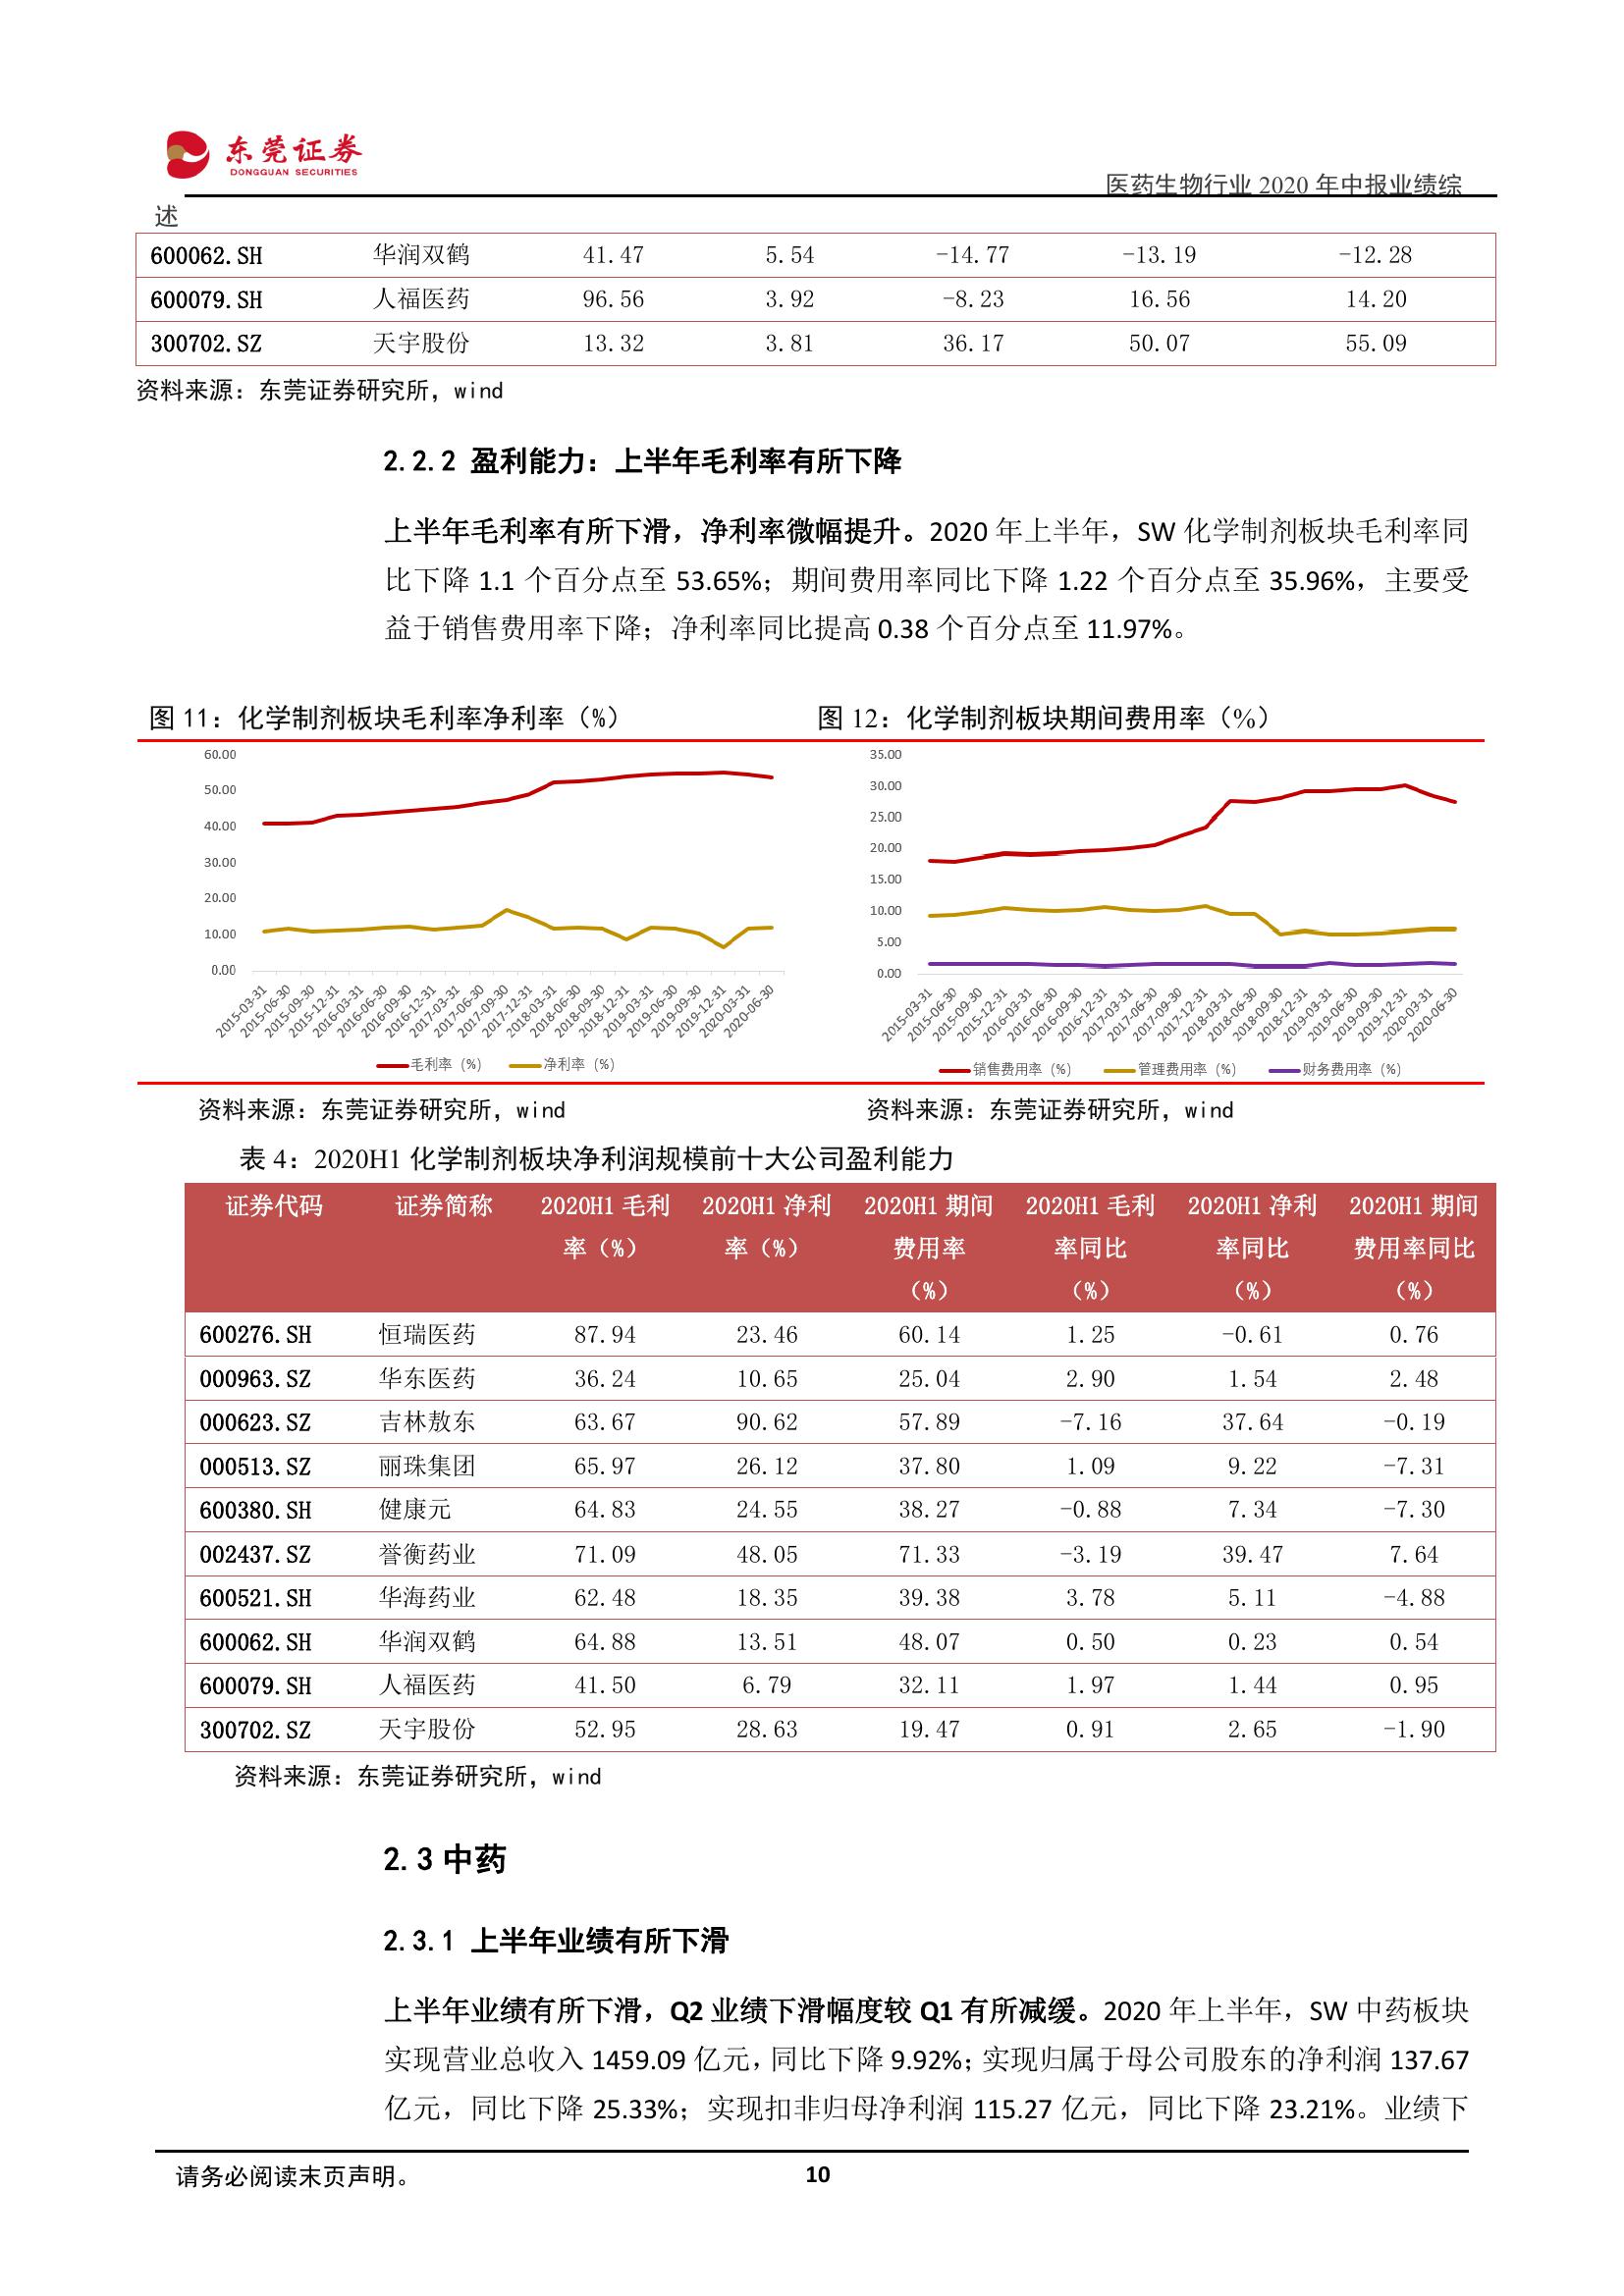 东莞证券
DONGGUAN SECURITIES
医药生物行业 2020 年中报业绩综
述
600062.SH 华润双鹤 41.47 5.54 -14.77 -13.19 -12.28
600079.SH 人福医药 96.56 3.92 -8.23 16.56 14.20
300702.SZ 天宇股份 13.32 3.81 36.17 50.07 55.09
资料来源：东莞证券研究所，wind
2.2.2 盈利能力：上半年毛利率有所下降
上半年毛利率有所下滑，净利率微幅提升。2020 年上半年，SW 化学制剂板块毛利率同
比下降 1.1 个百分点至 53.65%；期间费用率同比下降 1.22 个百分点至 35.96%，主要受
益于销售费用率下降；净利率同比提高 0.38 个百分点至 11.97%。
图 11：化学制剂板块毛利率净利率（%）
60.00
50.00
40.00
30.00
20.00
10.00
0.00
2015-03-31 2015-06-30 2015-09-30 2015-12-31 2016-03-31 2016-06-30 2016-09-30 2016-12-31 2017-03-31 2017-06-30 2017-09-30 2017-12-31 2018-03-31 2018-06-30 2018-09-30 2018-12-31 2019-03-31 2019-06-30 2019-09-30 2019-12-31 2020-03-31 2020-06-30
毛利率（%） 净利率（%）
资料来源：东莞证券研究所，wind
图 12：化学制剂板块期间费用率（%）
35.00
30.00
25.00
20.00
15.00
10.00
5.00
0.00
2015-03-31 2015-06-30 2015-09-30 2015-12-31 2016-03-31 2016-06-30 2016-09-30 2016-12-31 2017-03-31 2017-06-30 2017-09-30 2017-12-31 2018-03-31 2018-06-30 2018-09-30 2018-12-31 2019-03-31 2019-06-30 2019-09-30 2019-12-31 2020-03-31 2020-06-30
销售费用率（%） 管理费用率（%） 财务费用率（%）
资料来源：东莞证券研究所，wind
表 4：2020H1 化学制剂板块净利润规模前十大公司盈利能力
证券代码 证券简称 2020H1 毛利 2020H1 净利 2020H1 期间 2020H1 毛利 2020H1 净利 2020H1 期间
率（%） 率（%） 费用率 率同比 率同比 费用率同比
（%） （%） （%） （%）
600276.SH 恒瑞医药 87.94 23.46 60.14 1.25 -0.61 0.76
000963.SZ 华东医药 36.24 10.65 25.04 2.90 1.54 2.48
000623.SZ 吉林敖东 63.67 90.62 57.89 -7.16 37.64 -0.19
000513.SZ 丽珠集团 65.97 26.12 37.80 1.09 9.22 -7.31
600380.SH 健康元 64.83 24.55 38.27 -0.88 7.34 -7.30
002437.SZ 誉衡药业 71.09 48.05 71.33 -3.19 39.47 7.64
600521.SH 华海药业 62.48 18.35 39.38 3.78 5.11 -4.88
600062.SH 华润双鹤 64.88 13.51 48.07 0.50 0.23 0.54
600079.SH 人福医药 41.50 6.79 32.11 1.97 1.44 0.95
300702.SZ 天宇股份 52.95 28.63 19.47 0.91 2.65 -1.90
资料来源：东莞证券研究所，wind
2.3 中药
2.3.1 上半年业绩有所下滑
上半年业绩有所下滑，Q2 业绩下滑幅度较 Q1 有所减缓。2020 年上半年，SW 中药板块
实现营业总收入 1459.09 亿元，同比下降 9.92%；实现归属于母公司股东的净利润 137.67
亿元，同比下降 25.33%；实现扣非归母净利润 115.27 亿元，同比下降 23.21%。业绩下
请务必阅读末页声明。
10